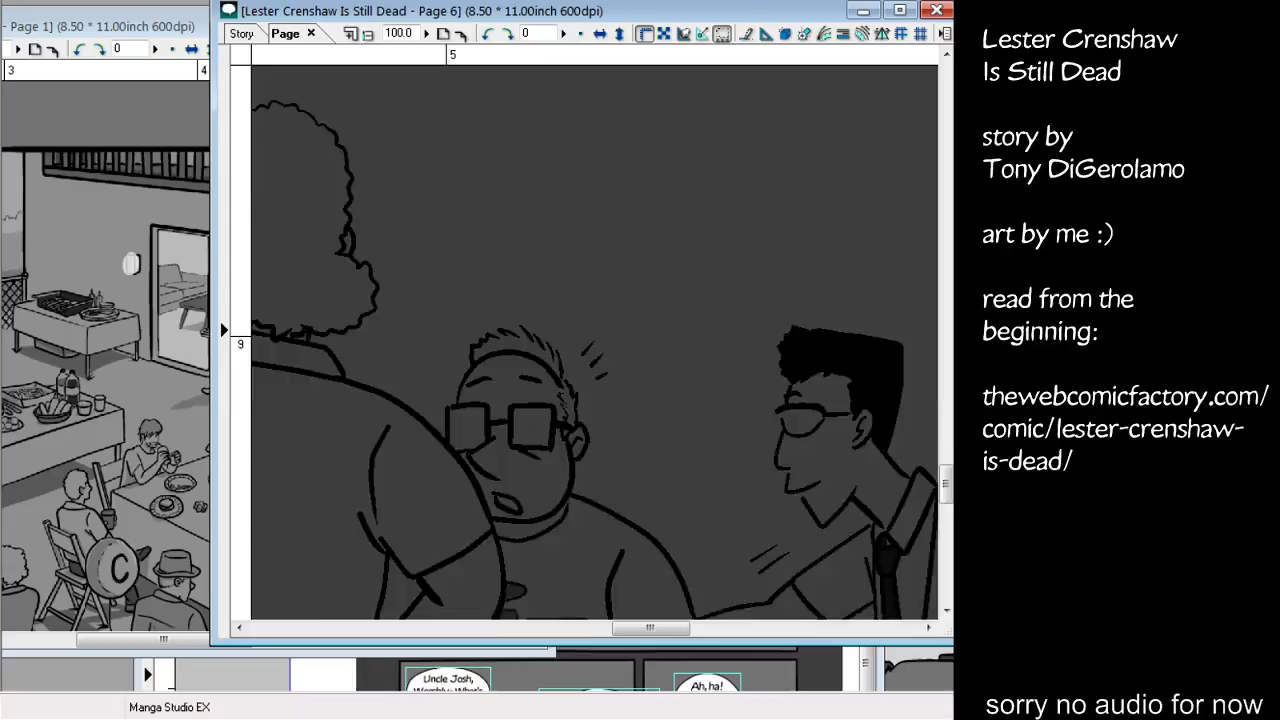 - Page 1] (8.50 * 11.00inch 600dpi)
[Lester Crenshaw Is Still Dead - Page 6] (8.50 * 11.00inch 600dpi)
Story Page 100.0 0
0
3 4
5
9
C
Uncle Josh,
Ah, ha!
Manga Studio EX
Lester Crenshaw
Is Still Dead
story by
Tony DiGerolamo
art by me :)
read from the
beginning:
thewebcomicfactory.com/
comic/lester-crenshaw-
is-dead/
sorry no audio for now